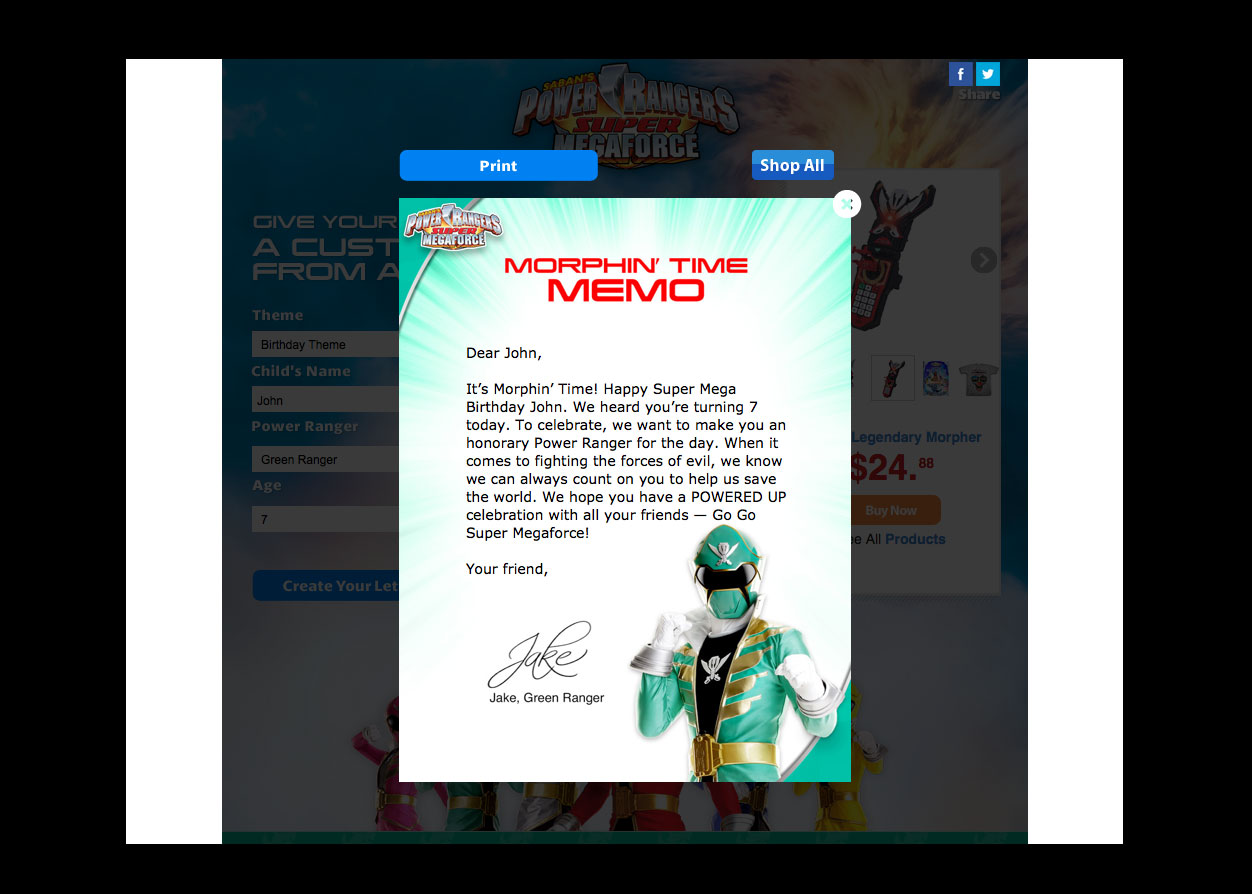 SABAN'S
POWER RANGERS
SUPER
MEGAFORCE
Share
Print
Shop All
GIVE YOUR
A CUST
FROM A
Theme
Birthday Theme
Child's Name
John
Power Ranger
Green Ranger
Age
7
Create Your Let
POWER RANGERS
SUPER
MEGAFORCE
MORPHIN' TIME
MEMO
Dear John,
It's Morphin' Time! Happy Super Mega
Birthday John. We heard you're turning 7
today. To celebrate, we want to make you an
honorary Power Ranger for the day. When it
comes to fighting the forces of evil, we know
we can always count on you to help us save
the world. We hope you have a POWERED UP
celebration with all your friends — Go Go
Super Megaforce!
Your friend,
Jake
Jake, Green Ranger
Legendary Morpher
$24.88
Buy Now
ee All Products